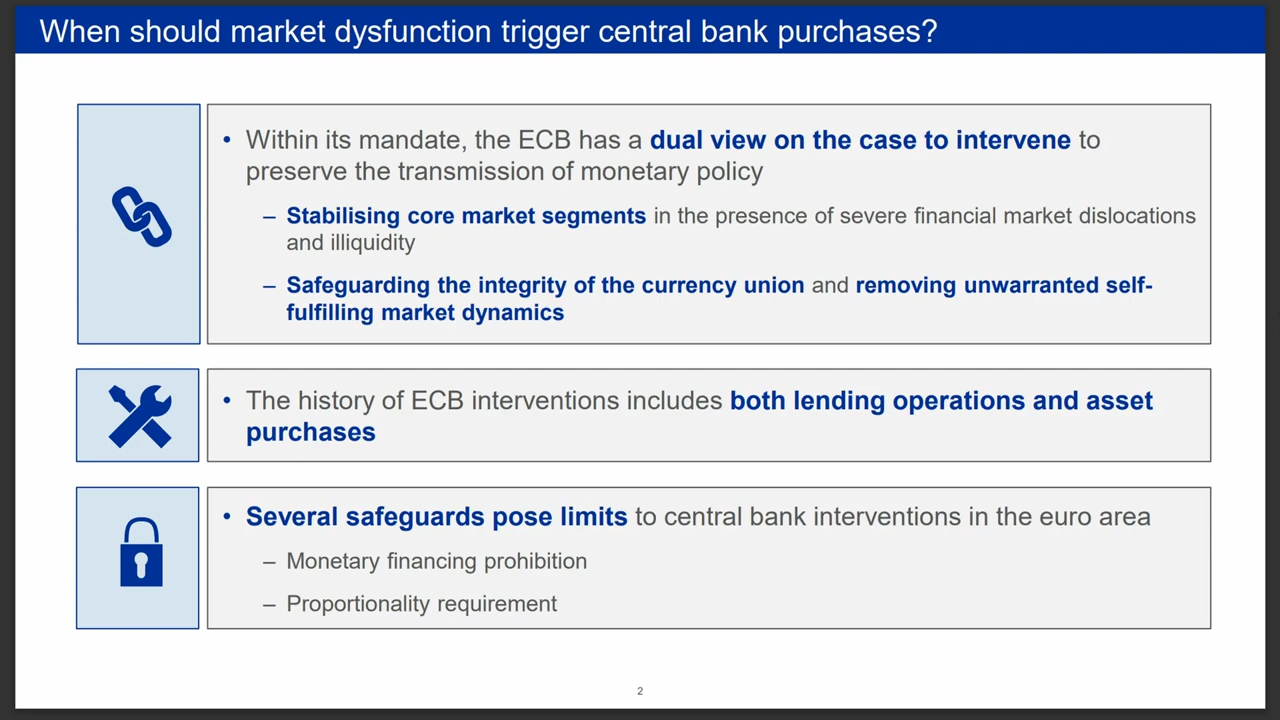 When should market dysfunction trigger central bank purchases?
• Within its mandate, the ECB has a dual view on the case to intervene to
preserve the transmission of monetary policy
– Stabilising core market segments in the presence of severe financial market dislocations
and illiquidity
– Safeguarding the integrity of the currency union and removing unwarranted self-
fulfilling market dynamics
• The history of ECB interventions includes both lending operations and asset
purchases
• Several safeguards pose limits to central bank interventions in the euro area
– Monetary financing prohibition
– Proportionality requirement
2